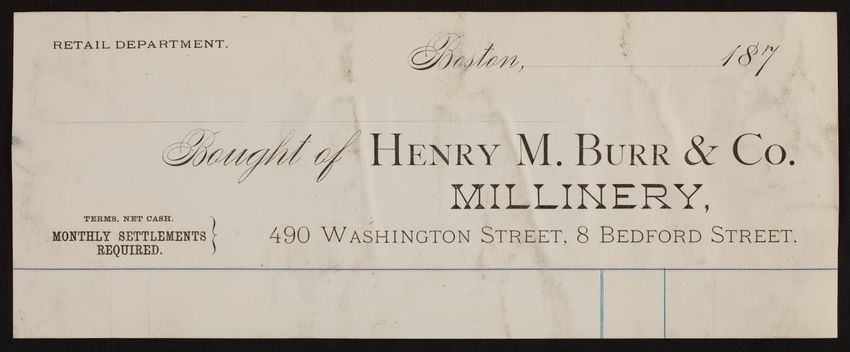 RETAIL DEPARTMENT.
Boston, 187
Bought of HENRY M. BURR & CO.
MILLINERY,
TERMS, NET CASH.
MONTHLY SETTLEMENTS
REQUIRED.
490 WASHINGTON STREET, 8 BEDFORD STREET.